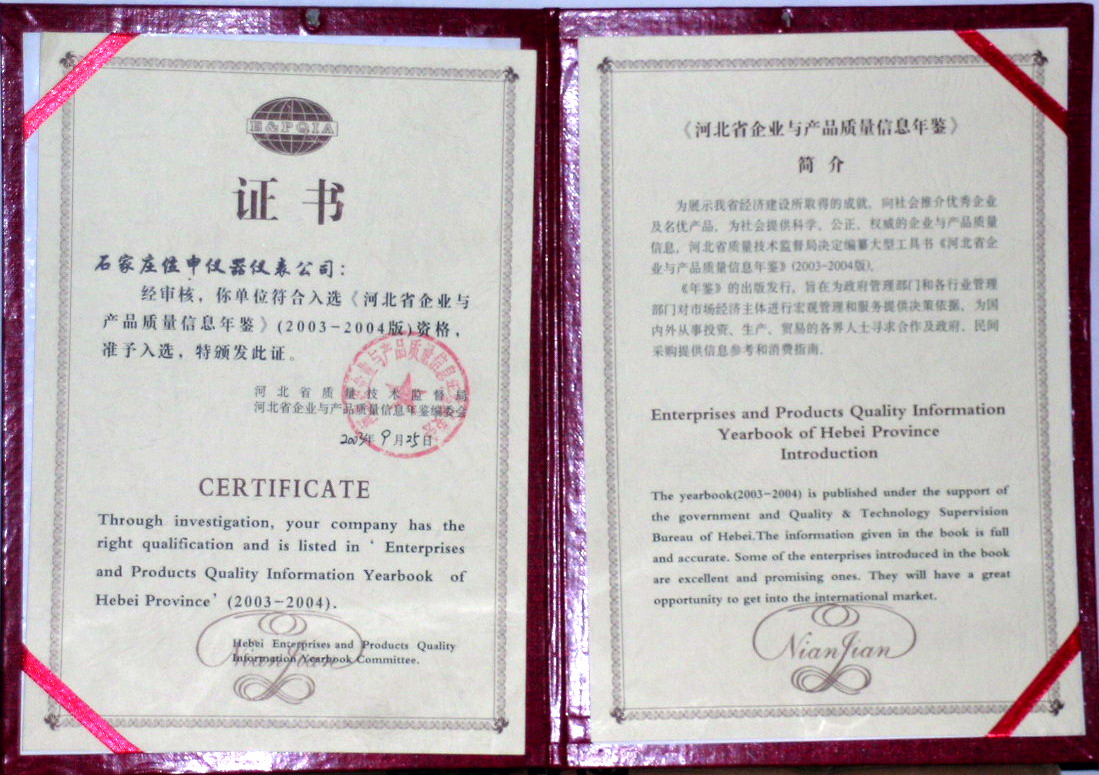 E&PQIA
证书
石家庄佳申仪器仪表公司：
经审核，你单位符合入选《河北省企业与
产品质量信息年鉴》(2003-2004版)资格，
准予入选，特颁发此证。
河北省质量技术监督局
河北省企业与产品质量信息年鉴编委会
2003年9月25日
CERTIFICATE
Through investigation, your company has the
right qualification and is listed in ‘ Enterprises
and Products Quality Information Yearbook of
Hebei Province’ (2003-2004).
Hebei Enterprises and Products Quality
Information Yearbook Committee.
NianJian
《河北省企业与产品质量信息年鉴》
简介
为展示我省经济建设所取得的成就，向社会推介优秀企业
及名优产品，为社会提供科学、公正、权威的企业与产品质量
信息，河北省质量技术监督局决定编纂大型工具书《河北省企
业与产品质量信息年鉴》(2003-2004版)。
《年鉴》的出版发行，旨在为政府管理部门和各行业管理
部门对市场经济主体进行宏观管理和服务提供决策依据，为国
内外从事投资、生产、贸易的各界人士寻求合作及政府、民间
采购提供信息参考和消费指南。
Enterprises and Products Quality Information
Yearbook of Hebei Province
Introduction
The yearbook(2003-2004) is published under the support of
the government and Quality & Technology Supervision
Bureau of Hebei.The information given in the book is full
and accurate. Some of the enterprises introduced in the book
are excellent and promising ones. They will have a great
opportunity to get into the international market.
NianJian